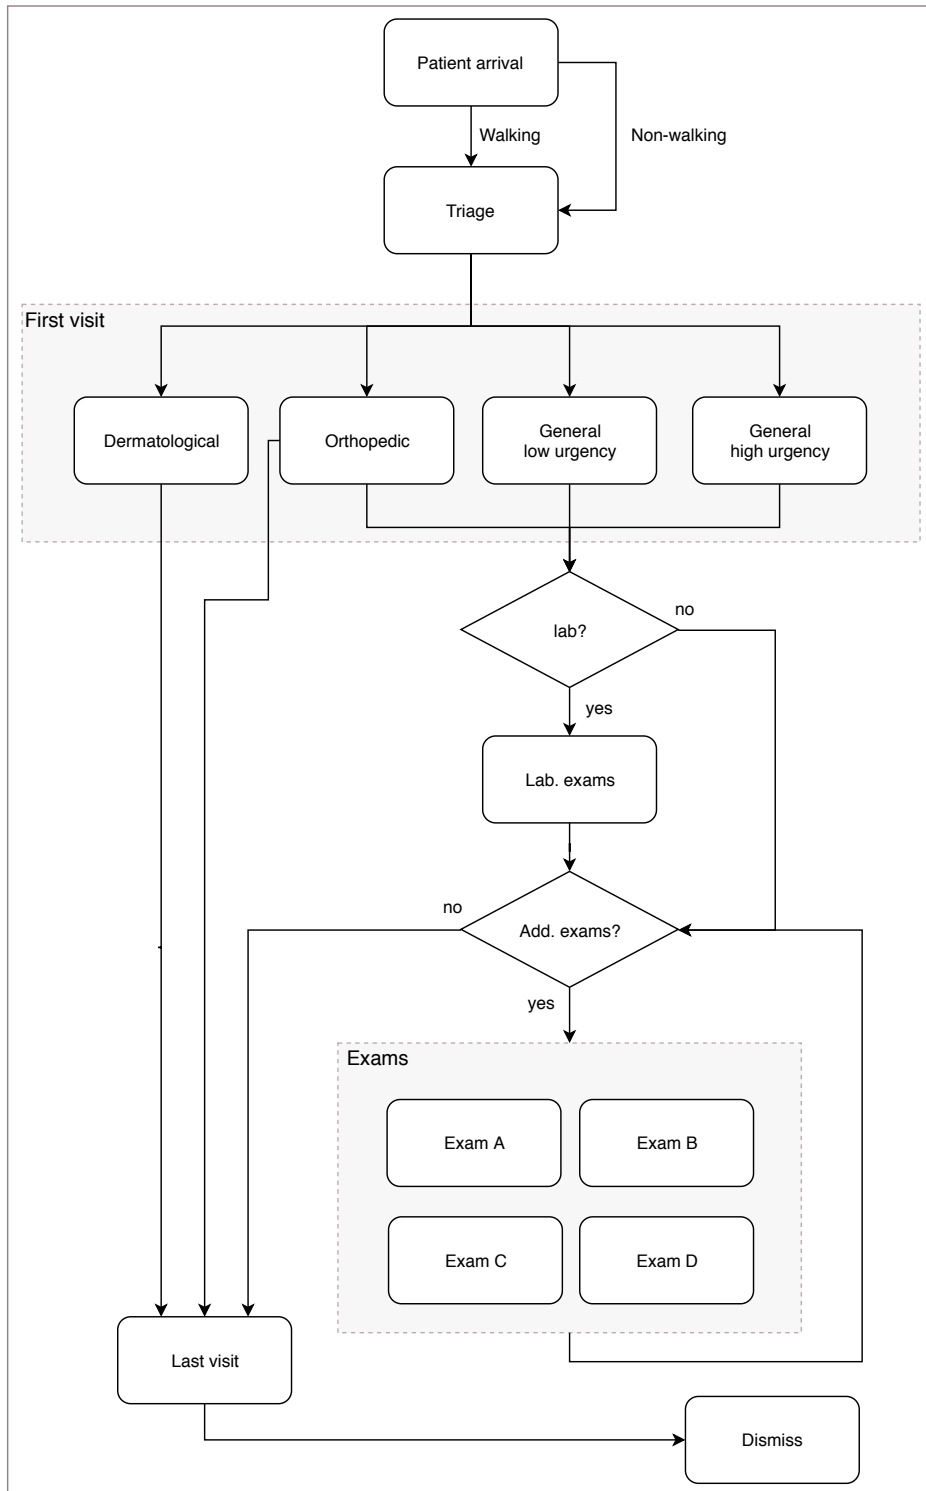 Patient arrival
Walking
Non-walking
Triage
First visit
Dermatological
Orthopedic
General
low urgency
General
high urgency
lab?
no
yes
Lab. exams
no
Add. exams?
yes
Exams
Exam A
Exam B
Exam C
Exam D
Last visit
Dismiss